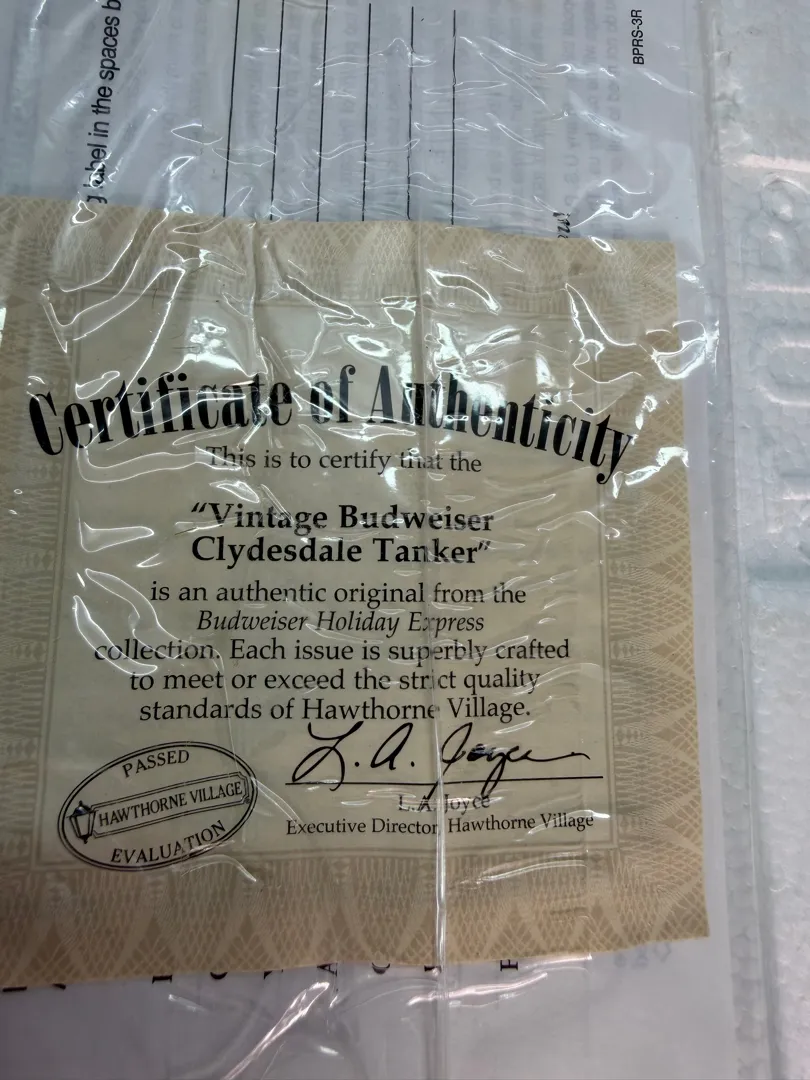 g label in the spaces b
BPRS-3R
Certificate of Authenticity
This is to certify that the
“Vintage Budweiser
Clydesdale Tanker”
is an authentic original from the
Budweiser Holiday Express
collection. Each issue is superbly crafted
to meet or exceed the strict quality
standards of Hawthorne Village.
L. A. Joyce
L.A. Joyce
Executive Director, Hawthorne Village
PASSED
HAWTHORNE VILLAGE
EVALUATION